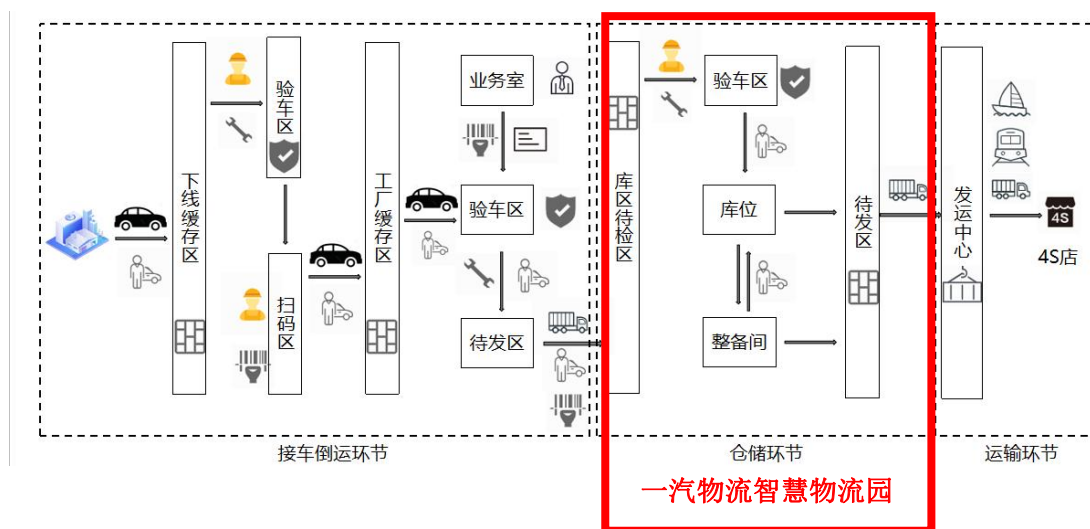 下线缓存区
验车区
扫码区
工厂缓存区
业务室
验车区
待发区
接车倒运环节
库区待检区
验车区
库位
整备间
待发区
仓储环节
一汽物流智慧物流园
发运中心
4S
4S店
运输环节